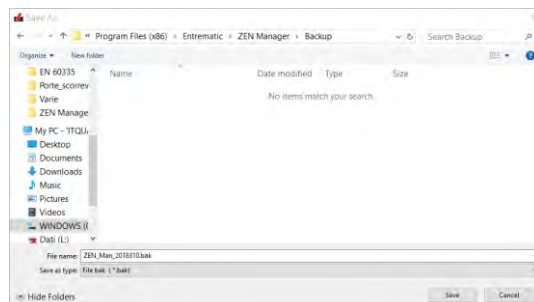 Save As
« Program Files (x86) › Entrematic › ZEN Manager › Backup
Search Backup
Organize
New folder
EN 60335
Porte_scorrev
Varie
ZEN Manage
My PC - ITQU
Desktop
Documents
Downloads
Music
Pictures
Videos
WINDOWS (
Dati (L:)
Name
Date modified
Type
Size
No items match your search.
File name:
ZEN_Man_2018310.bak
Save as type:
File bak (*.bak)
Hide Folders
Save
Cancel